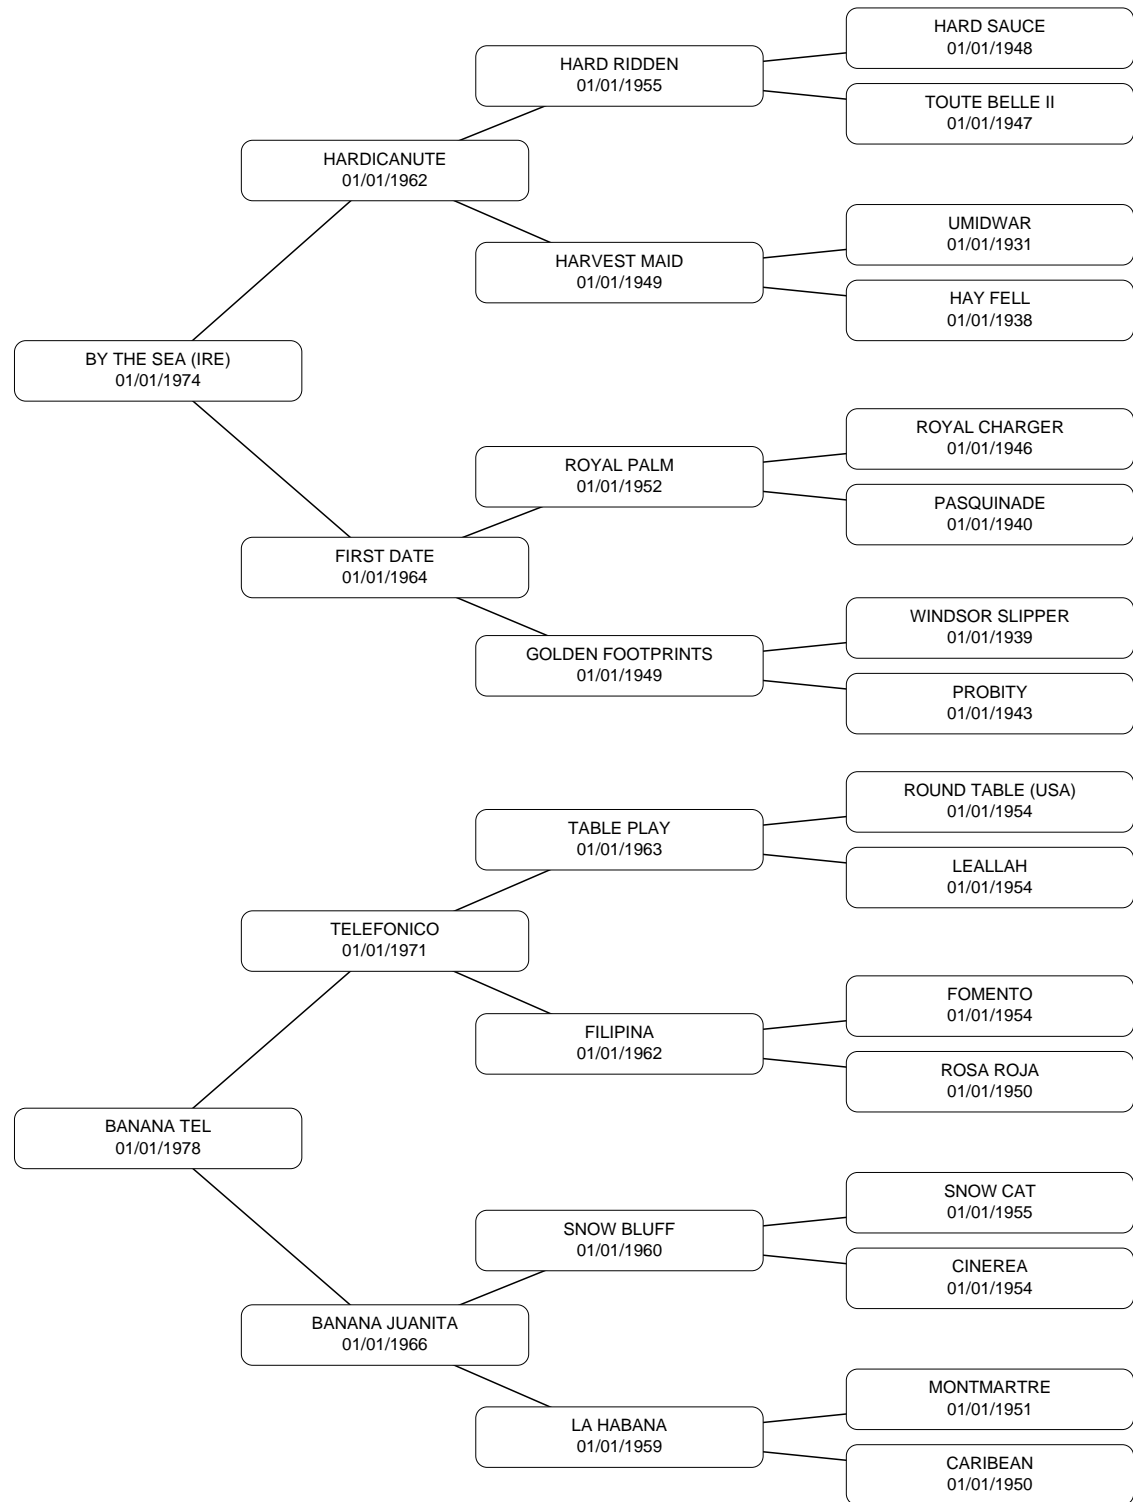 HARD SAUCE
01/01/1948
HARD RIDDEN
01/01/1955
TOUTE BELLE II
01/01/1947
HARDICANUTE
01/01/1962
UMIDWAR
01/01/1931
HARVEST MAID
01/01/1949
HAY FELL
01/01/1938
BY THE SEA (IRE)
01/01/1974
ROYAL CHARGER
01/01/1946
ROYAL PALM
01/01/1952
PASQUINADE
01/01/1940
FIRST DATE
01/01/1964
WINDSOR SLIPPER
01/01/1939
GOLDEN FOOTPRINTS
01/01/1949
PROBITY
01/01/1943
ROUND TABLE (USA)
01/01/1954
TABLE PLAY
01/01/1963
LEALLAH
01/01/1954
TELEFONICO
01/01/1971
FOMENTO
01/01/1954
FILIPINA
01/01/1962
ROSA ROJA
01/01/1950
BANANA TEL
01/01/1978
SNOW CAT
01/01/1955
SNOW BLUFF
01/01/1960
CINEREA
01/01/1954
BANANA JUANITA
01/01/1966
MONTMARTRE
01/01/1951
LA HABANA
01/01/1959
CARIBEAN
01/01/1950